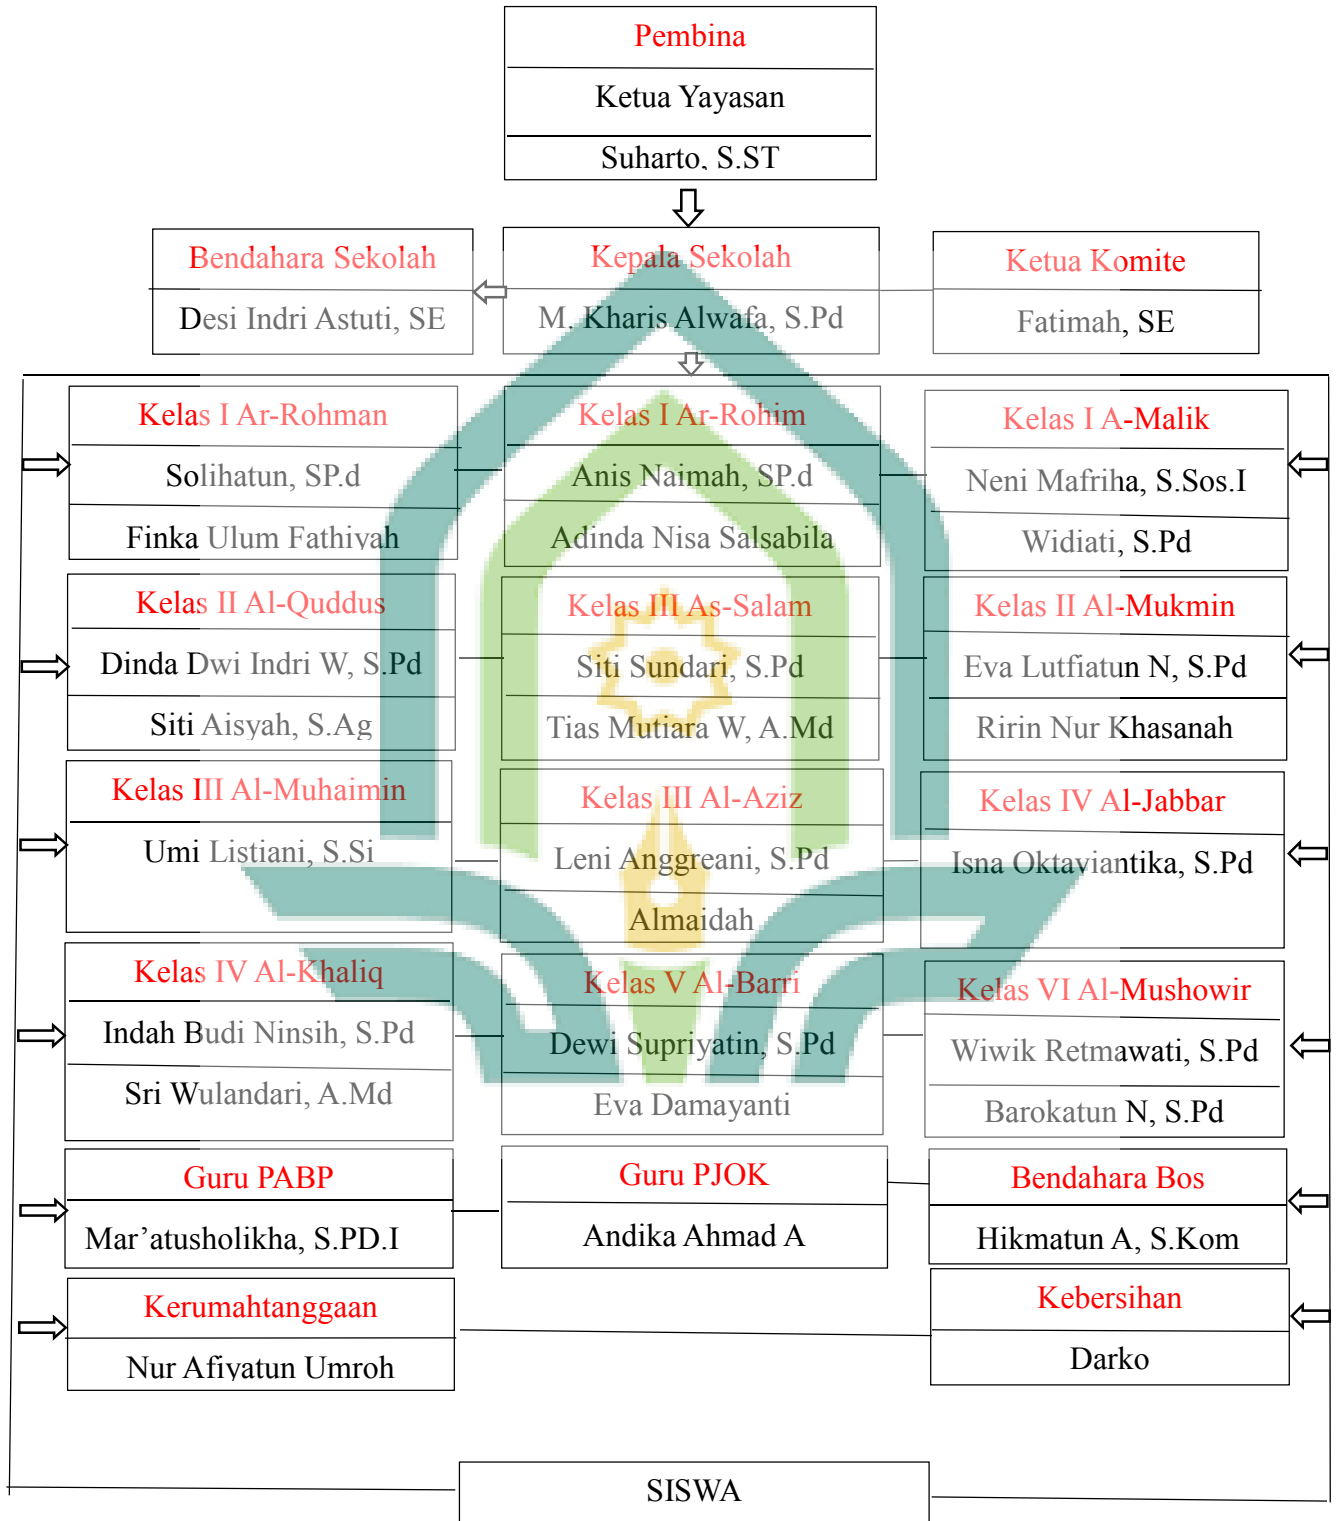 Pembina
Ketua Yayasan
Suharto, S.ST
Bendahara Sekolah
Desi Indri Astuti, SE
Kepala Sekolah
M. Kharis Alwafa, S.Pd
Ketua Komite
Fatimah, SE
Kelas I Ar-Rohman
Solihatun, SP.d
Finka Ulum Fathiyah
Kelas I Ar-Rohim
Anis Naimah, SP.d
Adinda Nisa Salsabila
Kelas I A-Malik
Neni Mafriha, S.Sos.I
Widiati, S.Pd
Kelas II Al-Quddus
Dinda Dwi Indri W, S.Pd
Siti Aisyah, S.Ag
Kelas III As-Salam
Siti Sundari, S.Pd
Tias Mutiara W, A.Md
Kelas II Al-Mukmin
Eva Lutfiatun N, S.Pd
Ririn Nur Khasanah
Kelas III Al-Muhaimin
Umi Listiani, S.Si
Kelas III Al-Aziz
Leni Anggreani, S.Pd
Almaidah
Kelas IV Al-Jabbar
Isna Oktaviantika, S.Pd
Kelas IV Al-Khaliq
Indah Budi Ninsih, S.Pd
Sri Wulandari, A.Md
Kelas V Al-Barri
Dewi Supriyatin, S.Pd
Eva Damayanti
Kelas VI Al-Mushowir
Wiwik Retmawati, S.Pd
Barokatun N, S.Pd
Guru PABP
Mar’atusholikha, S.PD.I
Guru PJOK
Andika Ahmad A
Bendahara Bos
Hikmatun A, S.Kom
Kerumahtanggaan
Nur Afiyatun Umroh
Kebersihan
Darko
SISWA